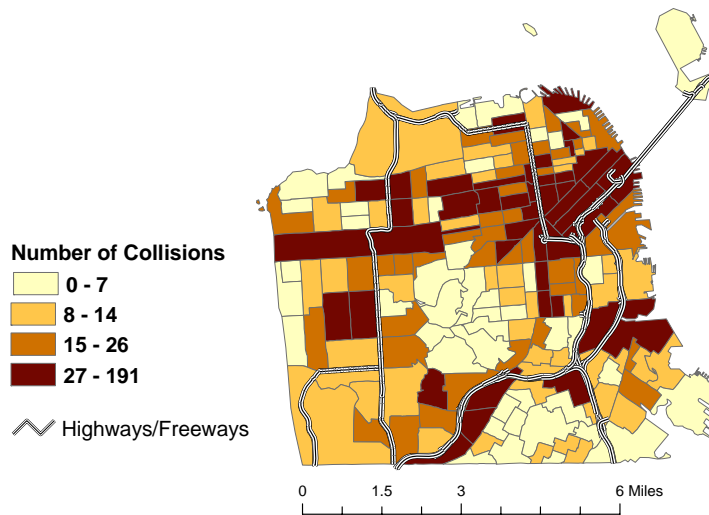 Number of Collisions
0 - 7
8 - 14
15 - 26
27 - 191
Highways/Freeways
0 1.5 3 6 Miles